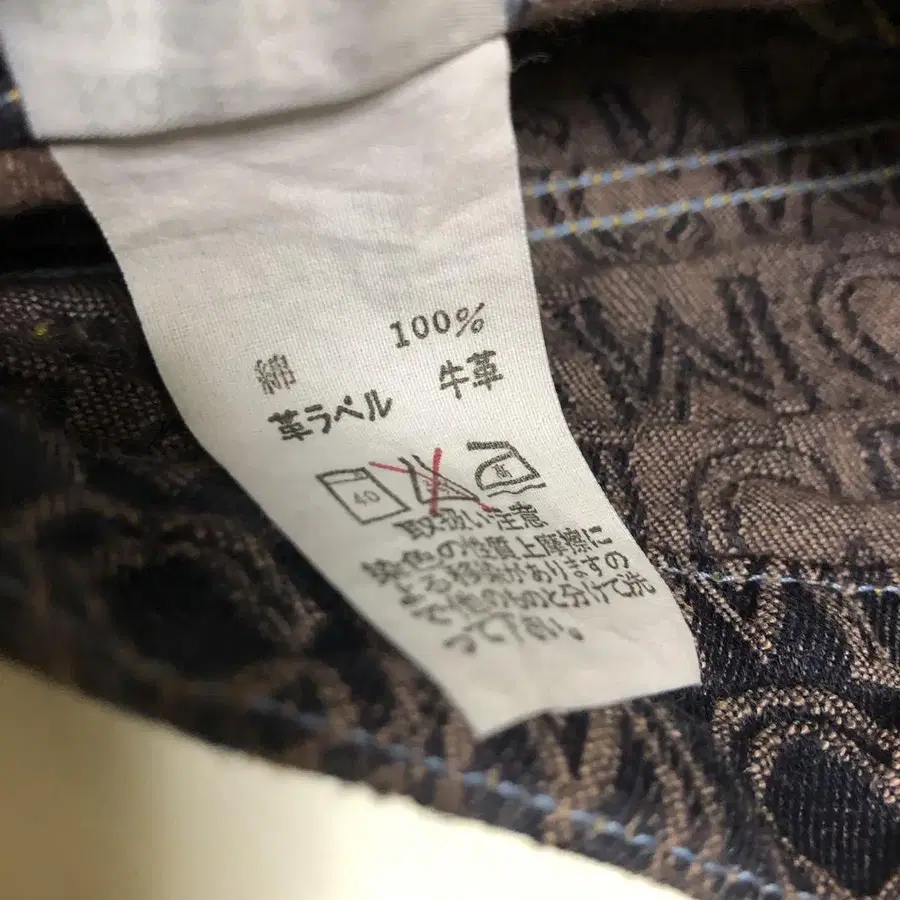 綿 100%
革ラベル 牛革
40 高
取扱い注意
染色の性質上摩擦に
よる移染がありますの
で他のものと分けて洗
って下さい。